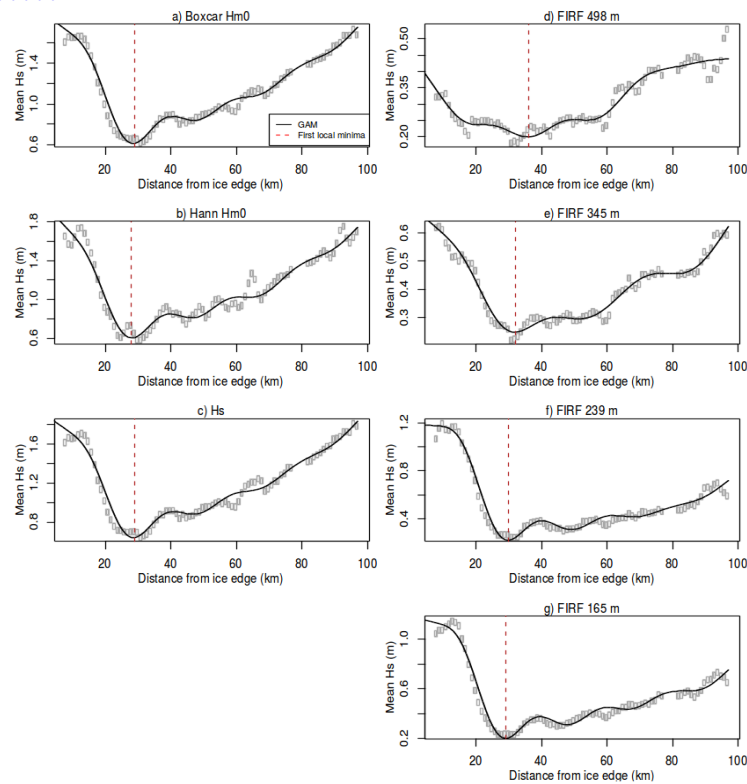 a) Boxcar Hm0
Mean Hs (m)
0.6 1.0 1.4
GAM
First local minima
20 40 60 80 100
Distance from ice edge (km)
b) Hann Hm0
Mean Hs (m)
0.6 1.0 1.4 1.8
20 40 60 80 100
Distance from ice edge (km)
c) Hs
Mean Hs (m)
0.8 1.2 1.6
20 40 60 80 100
Distance from ice edge (km)
d) FIRF 498 m
Mean Hs (m)
0.20 0.35 0.50
20 40 60 80 100
Distance from ice edge (km)
e) FIRF 345 m
Mean Hs (m)
0.3 0.4 0.5 0.6
20 40 60 80 100
Distance from ice edge (km)
f) FIRF 239 m
Mean Hs (m)
0.4 0.8 1.2
20 40 60 80 100
Distance from ice edge (km)
g) FIRF 165 m
Mean Hs (m)
0.2 0.6 1.0
20 40 60 80 100
Distance from ice edge (km)